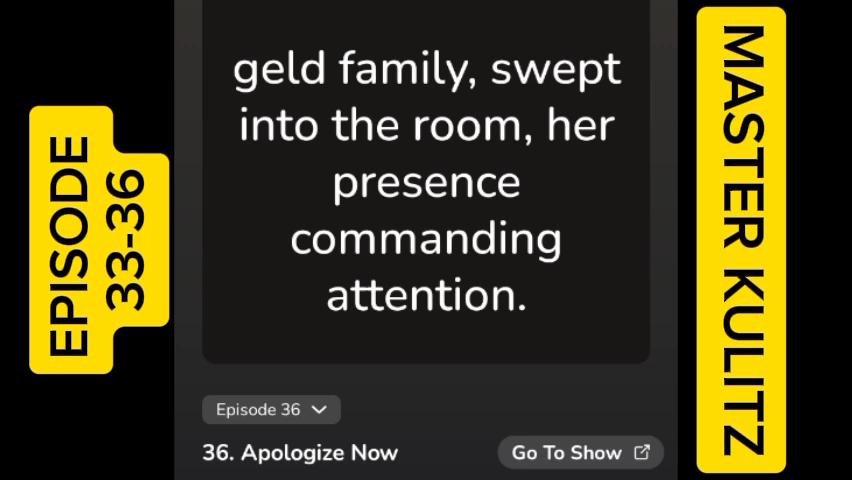 EPISODE
33-36
geld family, swept
into the room, her
presence
commanding
attention.
Episode 36
36. Apologize Now
Go To Show
MASTER KULITZ